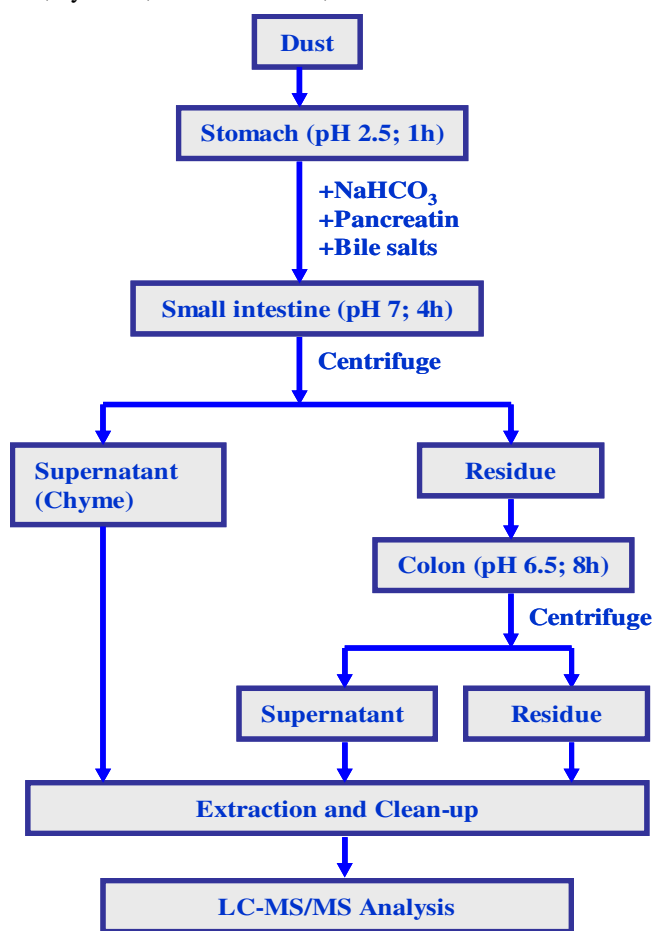 Dust
Stomach (pH 2.5; 1h)
+NaHCO₃
+Pancreatin
+Bile salts
Small intestine (pH 7; 4h)
Centrifuge
Supernatant
(Chyme)
Residue
Colon (pH 6.5; 8h)
Centrifuge
Supernatant
Residue
Extraction and Clean-up
LC-MS/MS Analysis